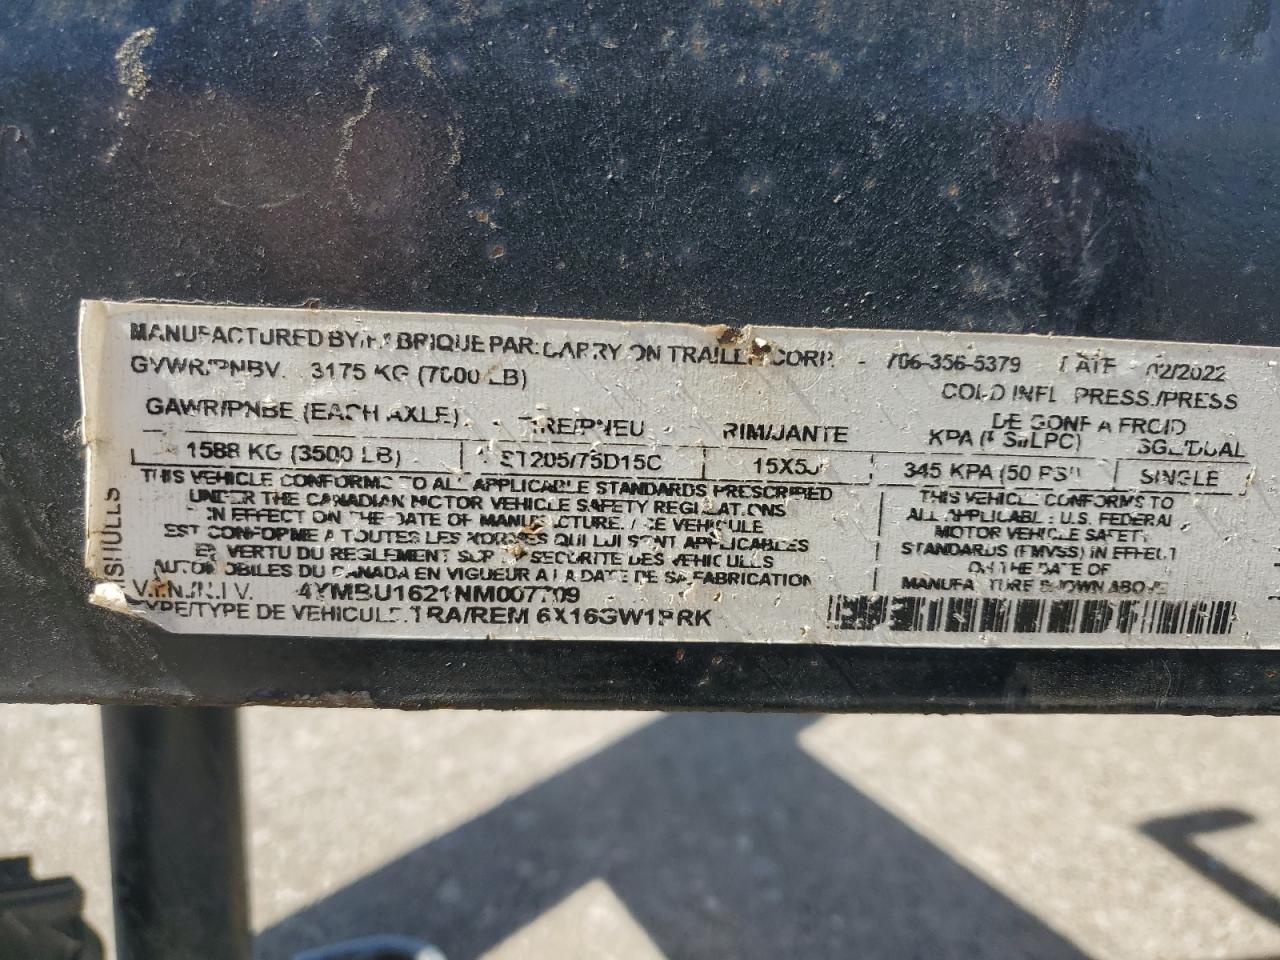 MANUFACTURED BY/FABRIQUE PAR: CARRY ON TRAILER CORP. - 706-356-5379 DATE 02/2022
GVWR/PNBV. 3175 KG (7000 LB)
COLD INFL. PRESS./PRESS
GAWR/PNBE (EACH AXLE) TIRE/PNEU RIM/JANTE
DE GONF A FROID
KPA (PSI/LPC) SGL/DUAL
1588 KG (3500 LB) ST205/75D15C 15X5J 345 KPA (50 PSI) SINGLE
THIS VEHICLE CONFORMS TO ALL APPLICABLE STANDARDS PRESCRIBED
UNDER THE CANADIAN MOTOR VEHICLE SAFETY REGULATIONS
IN EFFECT ON THE DATE OF MANUFACTURE. / CE VEHICULE
EST CONFORME A TOUTES LES NORMES QUI LUI SONT APPLICABLES
EN VERTU DU REGLEMENT SUR SECURITE DES VEHICULES
AUTOMOBILES DU CANADA EN VIGUEUR A LA DATE DE SA FABRICATION
THIS VEHICLE CONFORMS TO
ALL APPLICABLE U.S. FEDERAL
MOTOR VEHICLE SAFETY
STANDARDS (FMVSS) IN EFFECT
ON THE DATE OF
MANUFACTURE SHOWN ABOVE
V.I.N./N.I.V. 4YMBU1621NM007709
TYPE/TYPE DE VEHICULE: TRA/REM 6X16GW1BRK